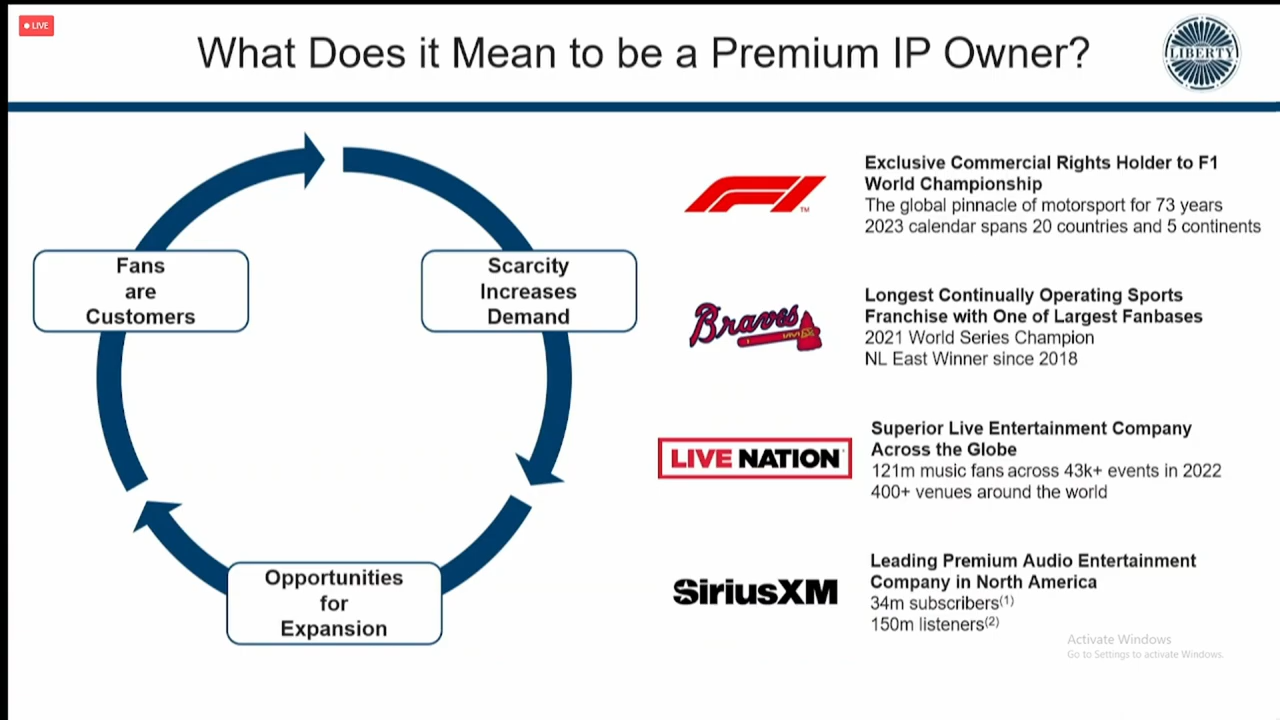 LIVE
What Does it Mean to be a Premium IP Owner?
LIBERTY
Fans
are
Customers
Scarcity
Increases
Demand
Opportunities
for
Expansion
F1
TM
Exclusive Commercial Rights Holder to F1
World Championship
The global pinnacle of motorsport for 73 years
2023 calendar spans 20 countries and 5 continents
Braves
Longest Continually Operating Sports
Franchise with One of Largest Fanbases
2021 World Series Champion
NL East Winner since 2018
LIVE NATION
Superior Live Entertainment Company
Across the Globe
121m music fans across 43k+ events in 2022
400+ venues around the world
SiriusXM
Leading Premium Audio Entertainment
Company in North America
34m subscribers(1)
150m listeners(2)
Activate Windows
Go to Settings to activate Windows.